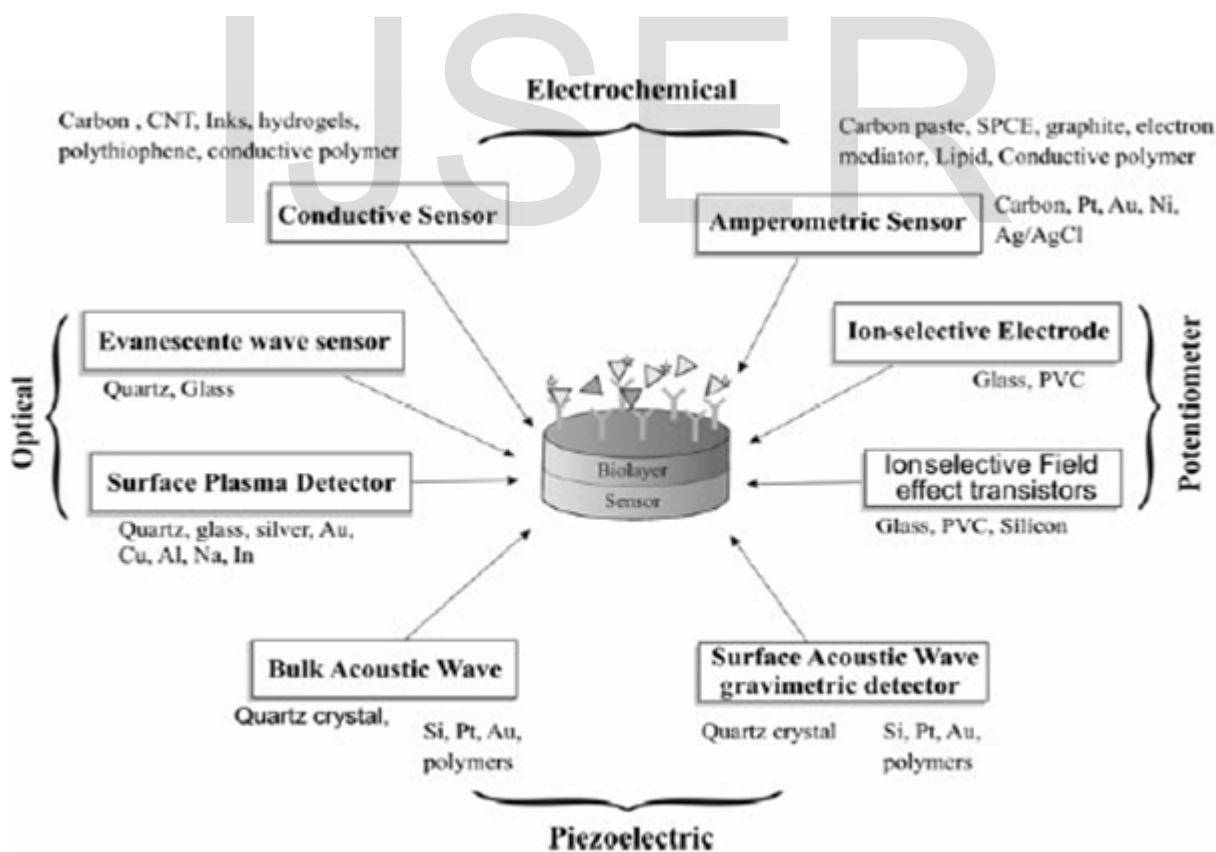 IJSER
Electrochemical
Carbon , CNT, Inks, hydrogels,
polythiophene, conductive polymer
Conductive Sensor
Carbon paste, SPCE, graphite, electron
mediator, Lipid, Conductive polymer
Amperometric Sensor
Carbon, Pt, Au, Ni,
Ag/AgCl
Optical
Evanescente wave sensor
Quartz, Glass
Surface Plasma Detector
Quartz, glass, silver, Au,
Cu, Al, Na, In
Biolayer
Sensor
Ion-selective Electrode
Glass, PVC
Ionselective Field
effect transistors
Glass, PVC, Silicon
Potentiometer
Bulk Acoustic Wave
Quartz crystal,
Si, Pt, Au,
polymers
Surface Acoustic Wave
gravimetric detector
Quartz crystal
Si, Pt, Au,
polymers
Piezoelectric